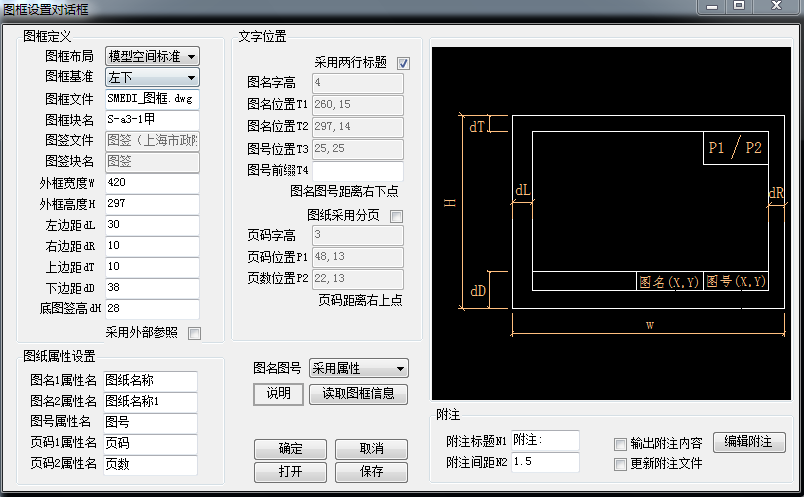 图框设置对话框
图框定义
图框布局 模型空间标准
图框基准 左下
图框文件 SMEDI_图框.dwg
图框块名 S-a3-1甲
图签文件 图签（上海市政
图签块名 图签
外框宽度W 420
外框高度H 297
左边距dL 30
右边距dR 10
上边距dT 10
下边距dD 38
底图签高dH 28
采用外部参照
图纸属性设置
图名1属性名 图纸名称
图名2属性名 图纸名称1
图号属性名 图号
页码1属性名 页码
页码2属性名 页数
文字位置
采用两行标题
图名字高 4
图名位置T1 260,15
图名位置T2 297,14
图号位置T3 25,25
图号前缀T4
图名图号距离右下点
图纸采用分页
页码字高 3
页码位置P1 48,13
页数位置P2 22,13
页码距离右上点
图名图号 采用属性
说明 读取图框信息
确定 取消
打开 保存
dT
P1 / P2
dL dR
H
dD 图名(X,Y) 图号(X,Y)
w
附注
附注标题N1 附注:
附注间距N2 1.5
输出附注内容
更新附注文件
编辑附注